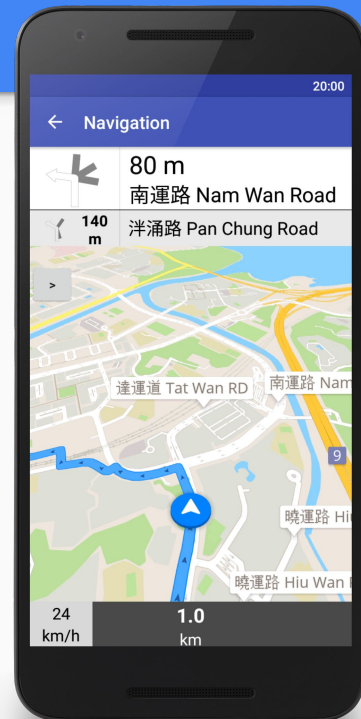 20:00
← Navigation
80 m
南運路 Nam Wan Road
140
m
泮涌路 Pan Chung Road
>
達運道 Tat Wan RD
南運路 Nam
9
曉運路 Hi
曉運路 Hiu Wan
24
km/h
1.0
km